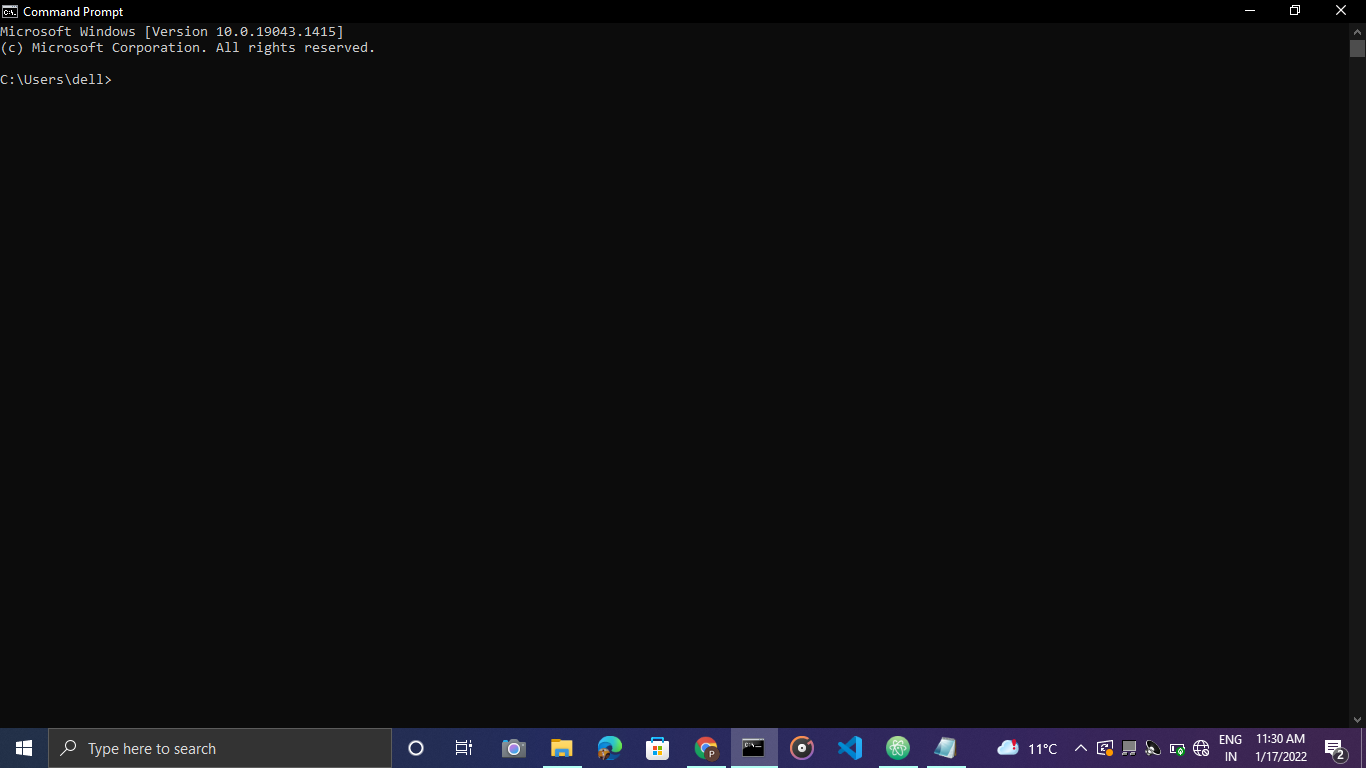 Command Prompt
Microsoft Windows [Version 10.0.19043.1415]
(c) Microsoft Corporation. All rights reserved.
C:\Users\dell>
Type here to search
P
11°C
ENG
IN
11:30 AM
1/17/2022
2